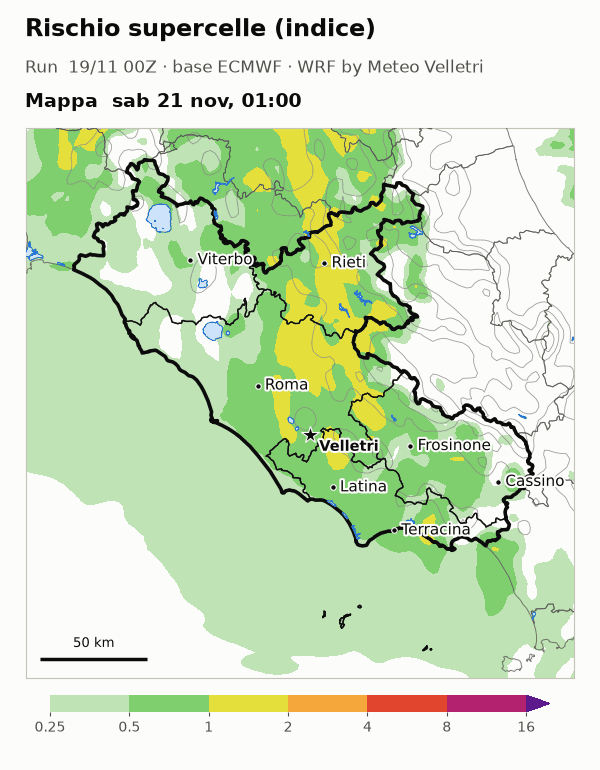 Rischio supercelle (indice)
Run  19/11 00Z · base ECMWF · WRF by Meteo Velletri
Mappa  sab 21 nov, 01:00
Viterbo
Rieti
Roma
Velletri
Frosinone
Latina
Cassino
Terracina
50 km
0.25 0.5 1 2 4 8 16